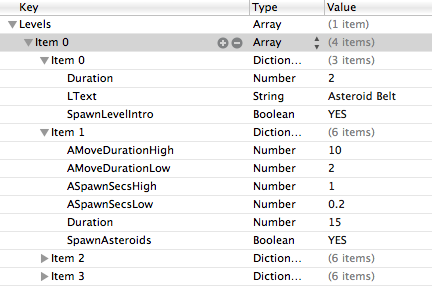 Key Type Value
Levels Array (1 item)
Item 0 Array (4 items)
Item 0 Diction... (3 items)
Duration Number 2
LText String Asteroid Belt
SpawnLevelIntro Boolean YES
Item 1 Diction... (6 items)
AMoveDurationHigh Number 10
AMoveDurationLow Number 2
ASpawnSecsHigh Number 1
ASpawnSecsLow Number 0.2
Duration Number 15
SpawnAsteroids Boolean YES
Item 2 Diction... (6 items)
Item 3 Diction... (6 items)